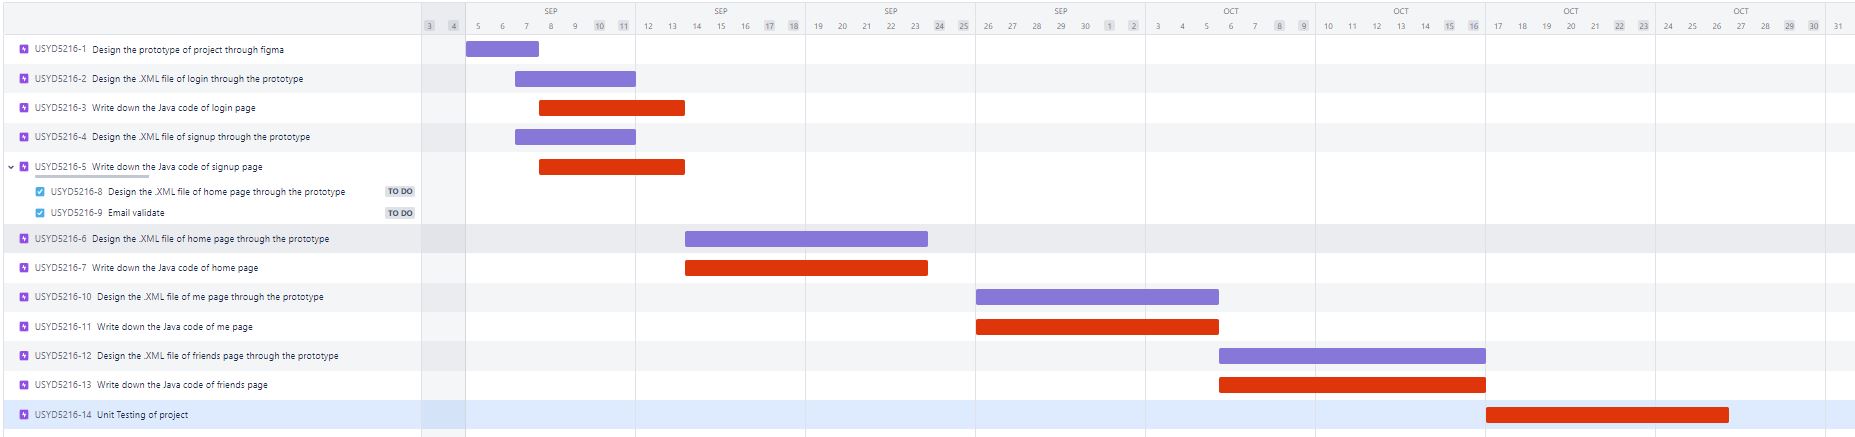 SEP SEP SEP SEP OCT OCT OCT OCT
3 4 5 6 7 8 9 10 11 12 13 14 15 16 17 18 19 20 21 22 23 24 25 26 27 28 29 30 1 2 3 4 5 6 7 8 9 10 11 12 13 14 15 16 17 18 19 20 21 22 23 24 25 26 27 28 29 30 31
USYD5216-1 Design the prototype of project through figma
USYD5216-2 Design the .XML file of login through the prototype
USYD5216-3 Write down the Java code of login page
USYD5216-4 Design the .XML file of signup through the prototype
USYD5216-5 Write down the Java code of signup page
USYD5216-8 Design the .XML file of home page through the prototype TO DO
USYD5216-9 Email validate TO DO
USYD5216-6 Design the .XML file of home page through the prototype
USYD5216-7 Write down the Java code of home page
USYD5216-10 Design the .XML file of me page through the prototype
USYD5216-11 Write down the Java code of me page
USYD5216-12 Design the .XML file of friends page through the prototype
USYD5216-13 Write down the Java code of friends page
USYD5216-14 Unit Testing of project